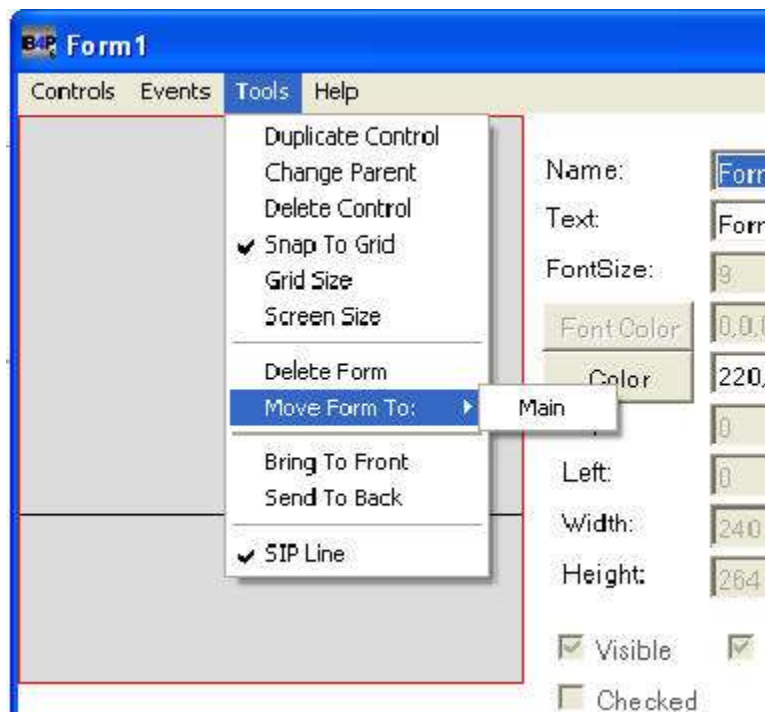 B4P Form1
Controls Events Tools Help
Duplicate Control
Change Parent
Delete Control
Snap To Grid
Grid Size
Screen Size
Delete Form
Move Form To:
Main
Bring To Front
Send To Back
SIP Line
Name:
Text:
FontSize: 9
Font Color 0,0,
Color 220,
0
Left: 0
Width: 240
Height: 264
Visible
Checked